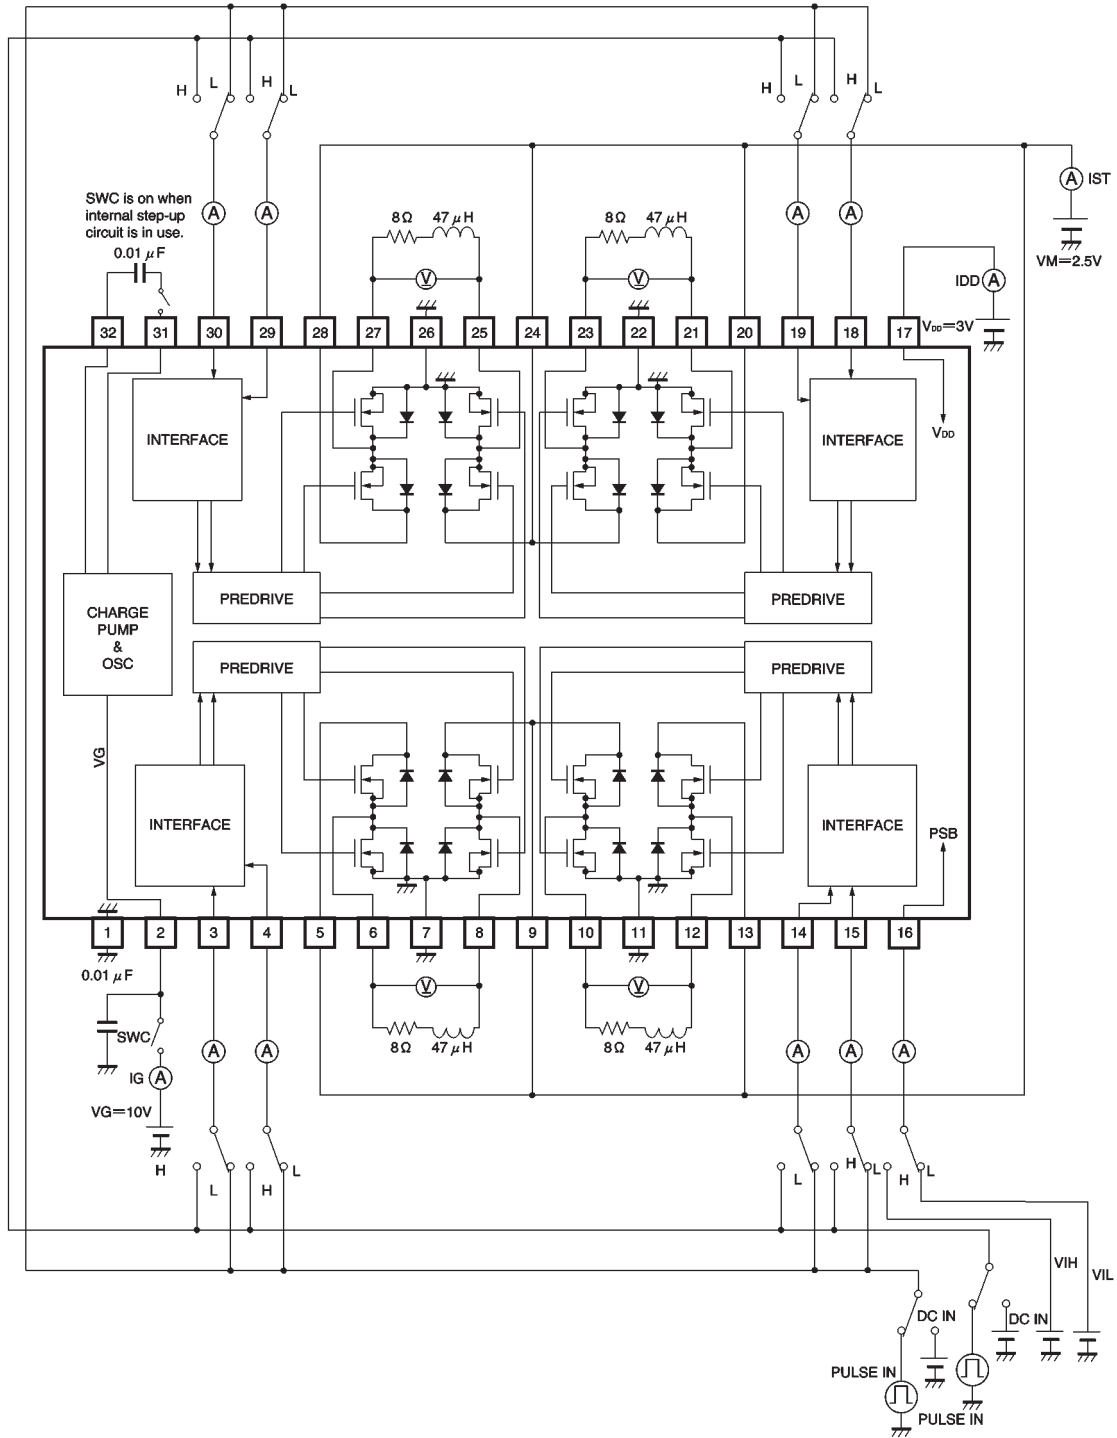 H
L
H
L
H
L
H
L
SWC is on when
internal step-up
circuit is in use.
0.01 μF
8Ω
47 μH
8Ω
47 μH
A
A
A
A
A
IST
VM=2.5V
V
V
IDD
A
VDD=3V
32
31
30
29
28
27
26
25
24
23
22
21
20
19
18
17
INTERFACE
INTERFACE
VDD
PREDRIVE
PREDRIVE
CHARGE
PUMP
&
OSC
PREDRIVE
PREDRIVE
VG
INTERFACE
INTERFACE
PSB
1
2
3
4
5
6
7
8
9
10
11
12
13
14
15
16
0.01 μF
V
V
SWC
8Ω
47 μH
8Ω
47 μH
A
A
A
A
A
IG
A
VG=10V
H
L
H
L
L
H
L
H
L
VIH
VIL
DC IN
DC IN
PULSE IN
PULSE IN